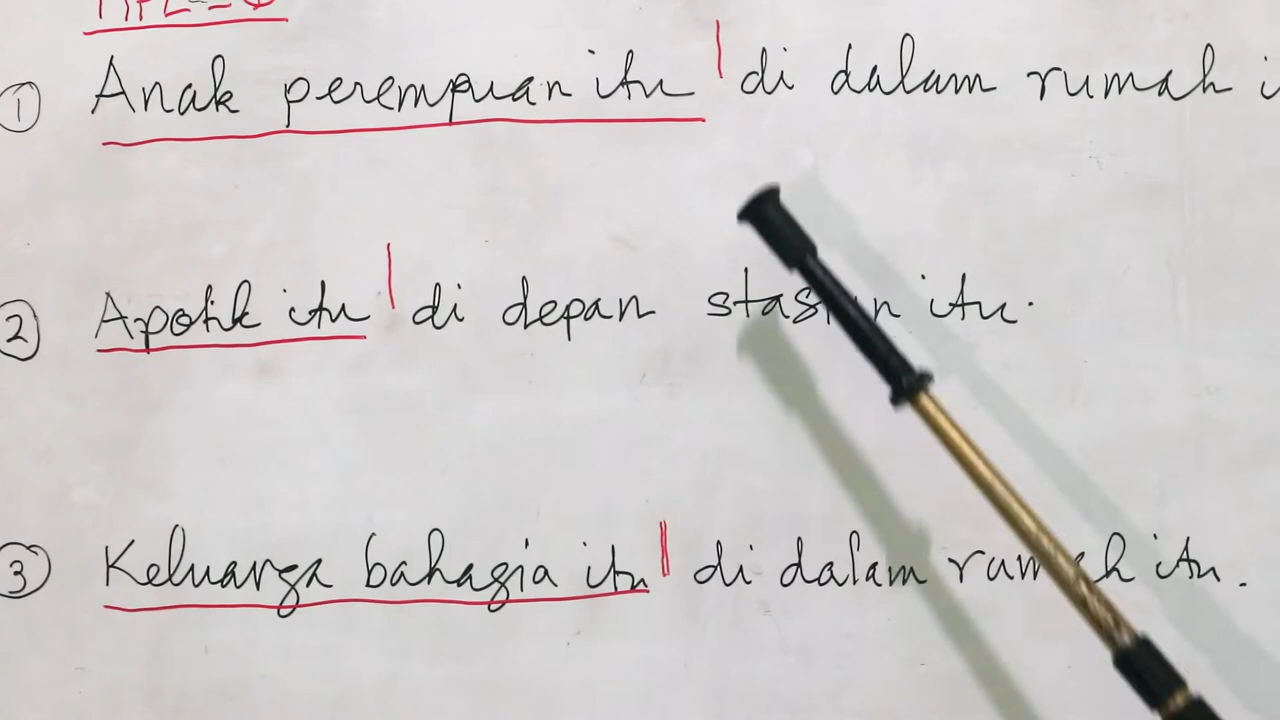 ① Anak perempuan itu | di dalam rumah
② Apotik itu | di depan itu.
③ Keluarga bahagia itu || di dalam itu.